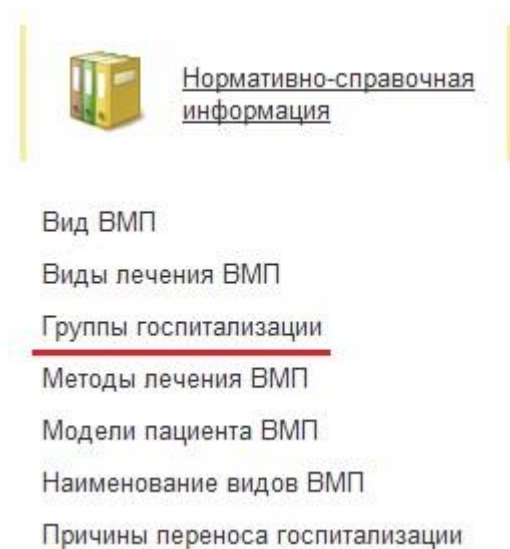 Нормативно-справочная
информация
Вид ВМП
Виды лечения ВМП
Группы госпитализации
Методы лечения ВМП
Модели пациента ВМП
Наименование видов ВМП
Причины переноса госпитализации